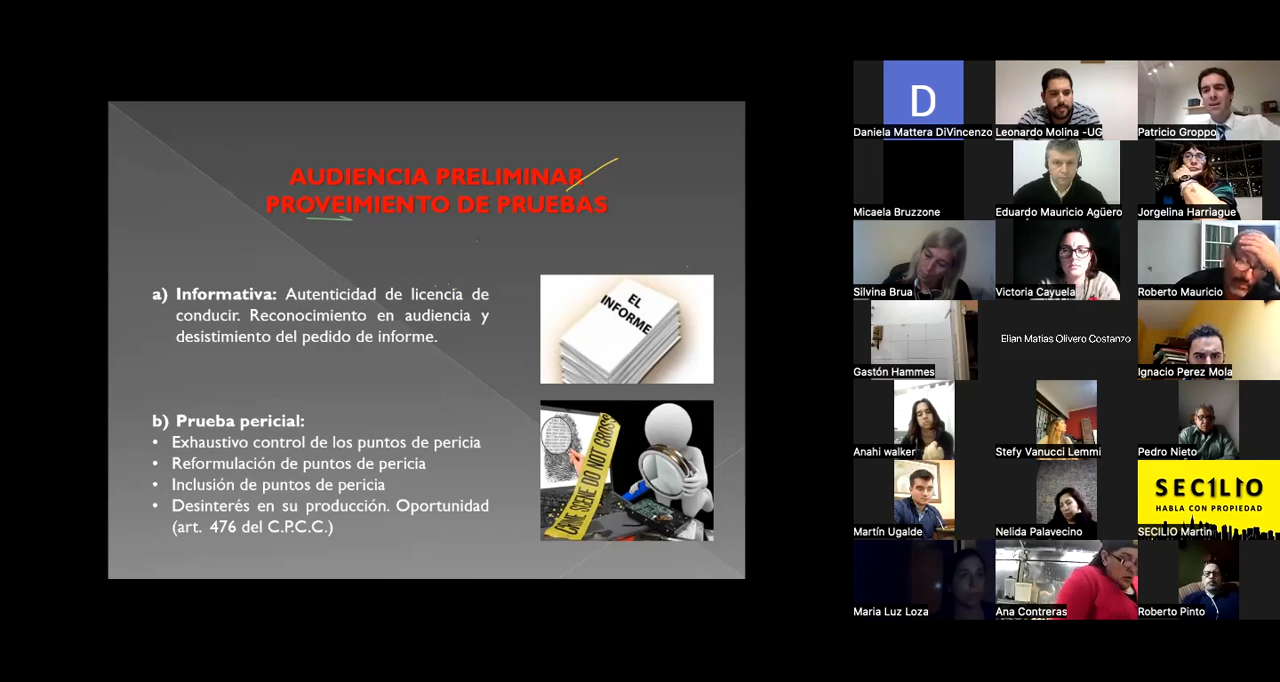 AUDIENCIA PRELIMINAR
PROVEIMIENTO DE PRUEBAS
a) Informativa: Autenticidad de licencia de
conducir. Reconocimiento en audiencia y
desistimiento del pedido de informe.
EL
INFORME
b) Prueba pericial:
• Exhaustivo control de los puntos de pericia
• Reformulación de puntos de pericia
• Inclusión de puntos de pericia
• Desinterés en su producción. Oportunidad
(art. 476 del C.P.C.C.)
CRIME SCENE DO NOT CROSS
D
Daniela Mattera DiVincenzo
Leonardo Molina -UG
Patricio Groppo
Micaela Bruzzone
Eduardo Mauricio Agüero
Jorgelina Harriague
Silvina Brua
Victoria Cayuela
Roberto Mauricio
Gastón Hammes
Elian Matias Olivero Costanzo
Ignacio Perez Mola
Anahi walker
Stefy Vanucci Lemmi
Pedro Nieto
Martín Ugalde
Nelida Palavecino
SEC1L1O
HABLA CON PROPIEDAD
SECILIO Martin
Maria Luz Loza
Ana Contreras
Roberto Pinto